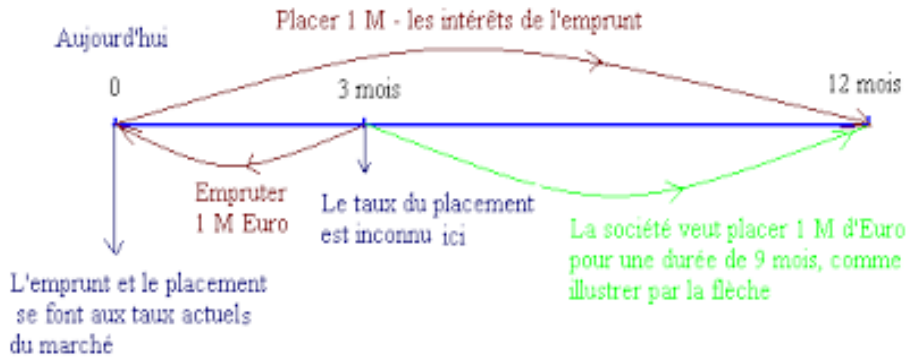 Placer 1 M - les intérêts de l'emprunt
Aujourd'hui
0
3 mois
12 mois
Empruter
1 M Euro
Le taux du placement
est inconnu ici
La société veut placer 1 M d'Euro
pour une durée de 9 mois, comme
illustrer par la flèche
L'emprunt et le placement
se font aux taux actuels
du marché